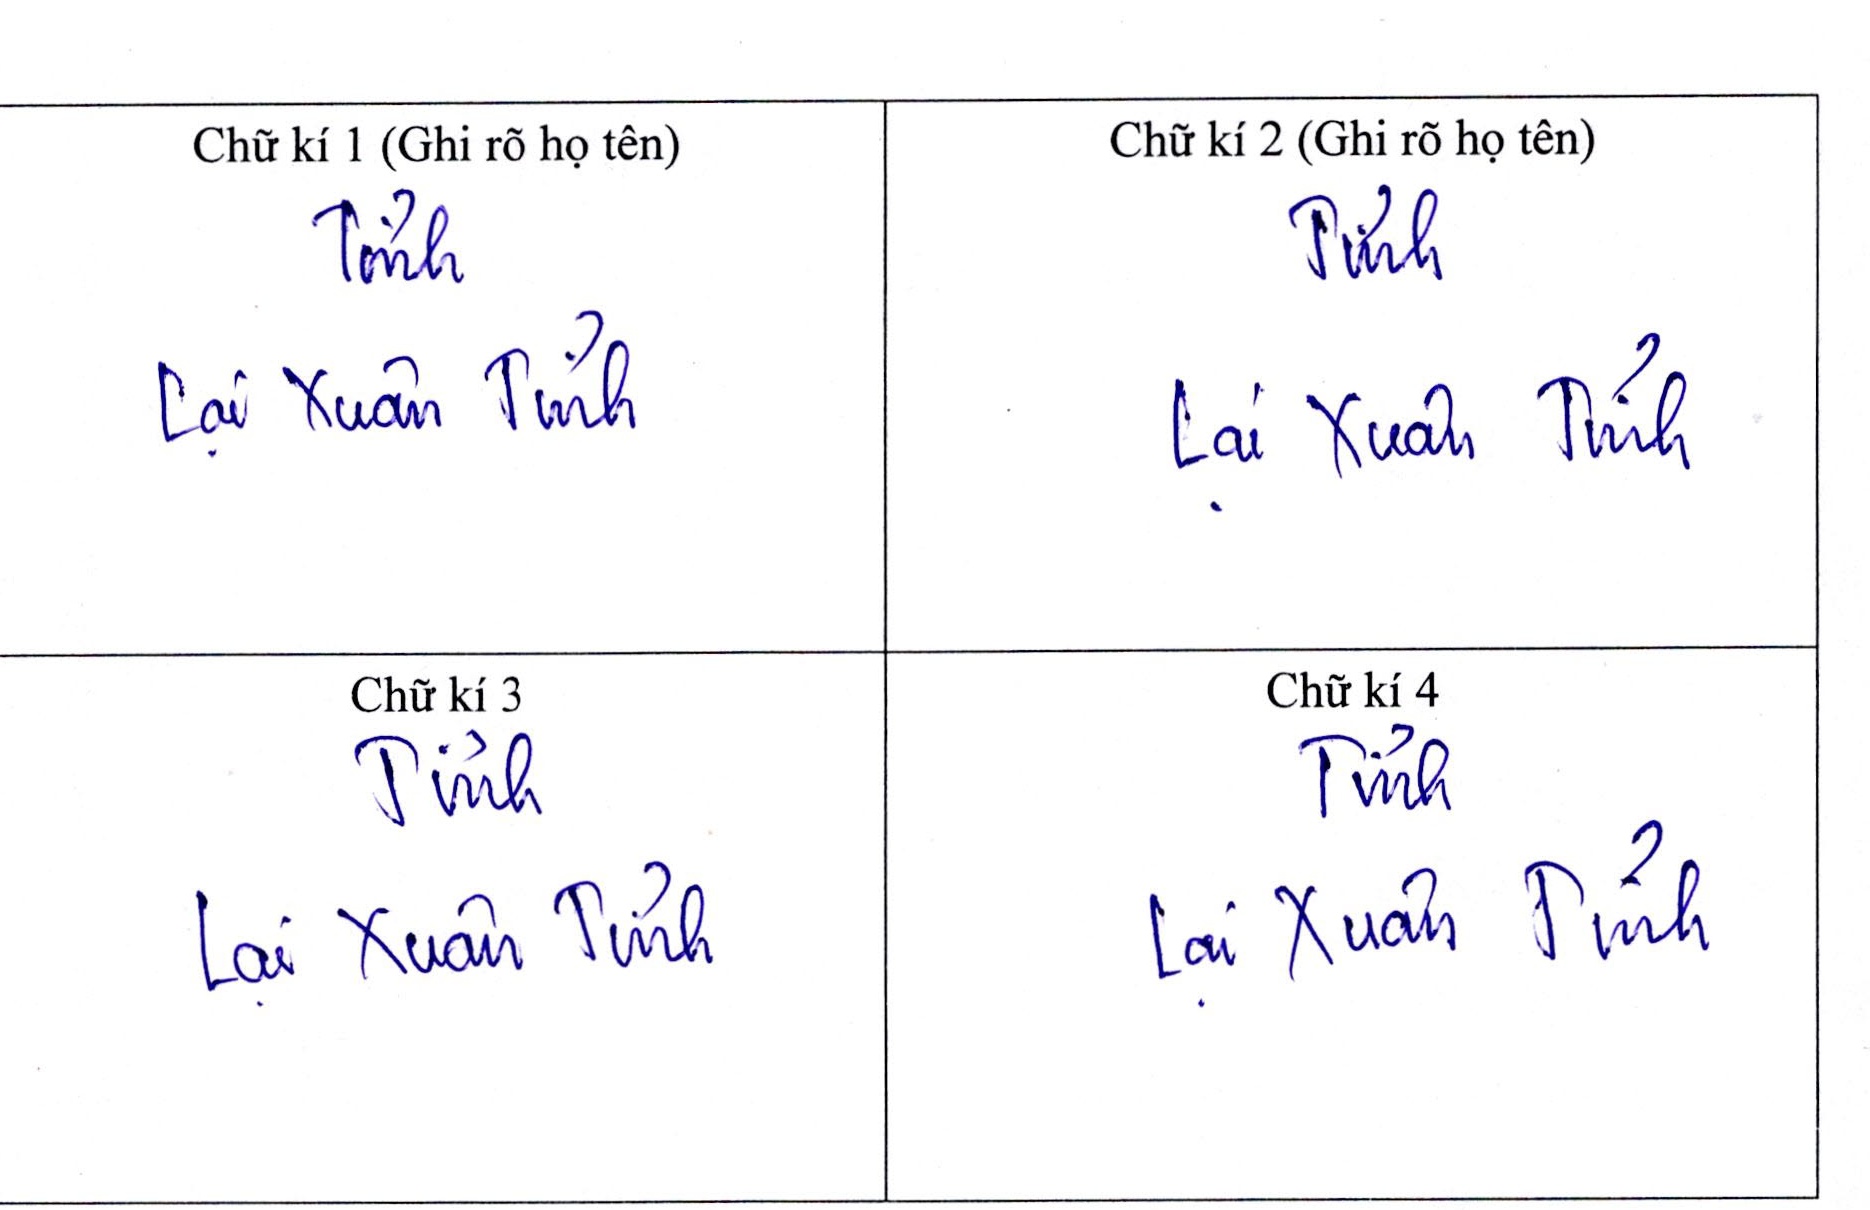 Chữ kí 1 (Ghi rõ họ tên)
Tỉnh
Lại Xuân Tỉnh
Chữ kí 2 (Ghi rõ họ tên)
Tỉnh
Lại Xuân Tỉnh
Chữ kí 3
Tỉnh
Lại Xuân Tỉnh
Chữ kí 4
Tỉnh
Lại Xuân Tỉnh